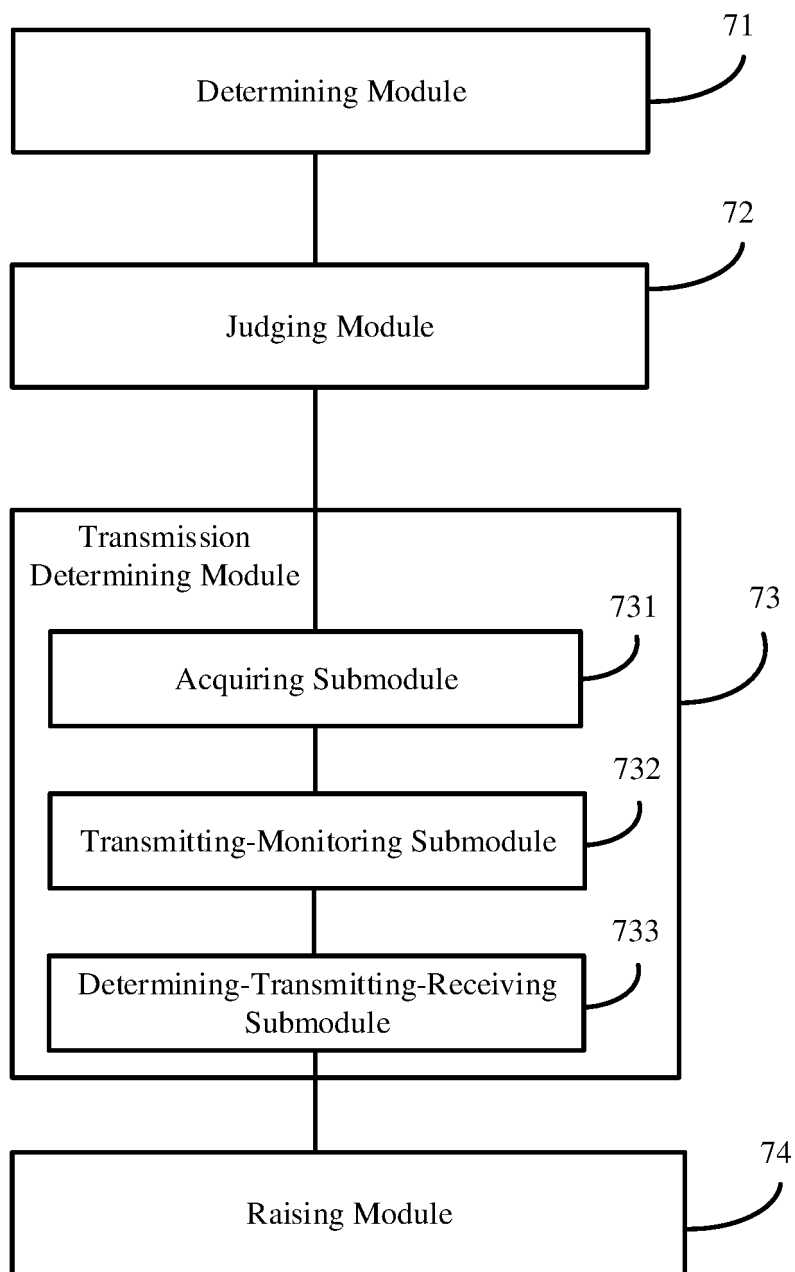 71
Determining Module
72
Judging Module
Transmission
Determining Module
73
731
Acquiring Submodule
732
Transmitting-Monitoring Submodule
733
Determining-Transmitting-Receiving
Submodule
74
Raising Module